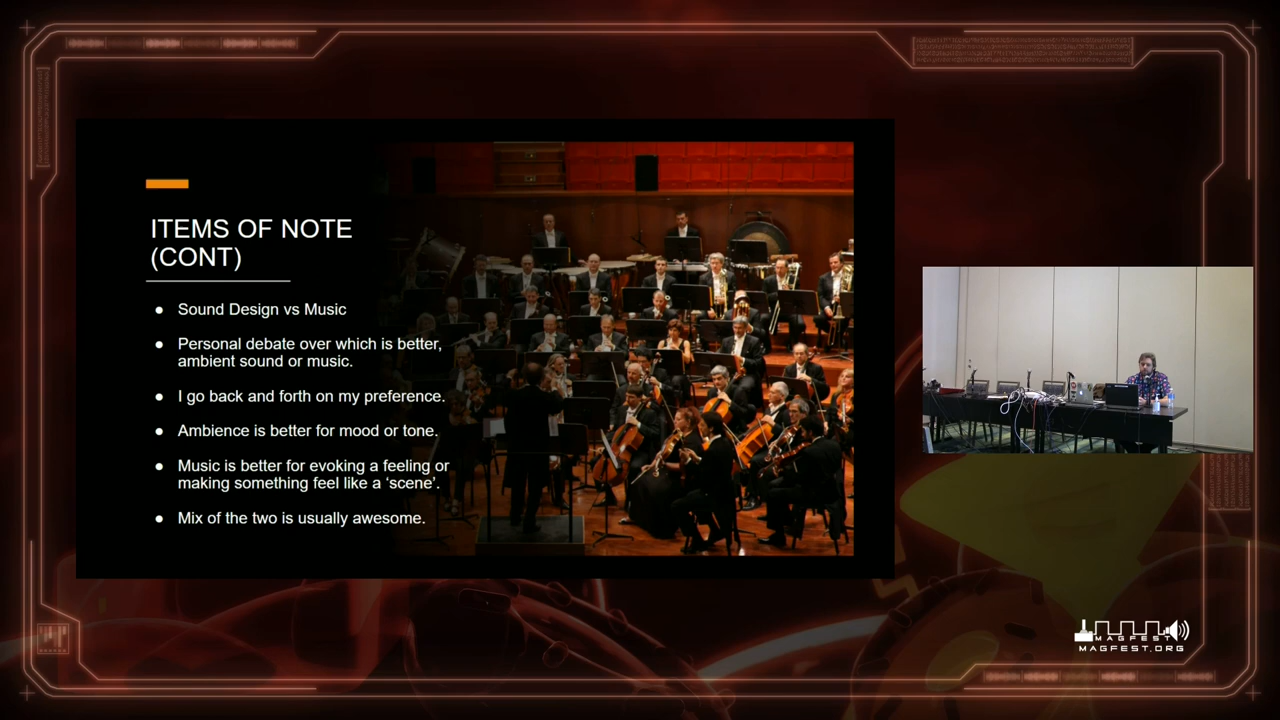 ITEMS OF NOTE
(CONT)
● Sound Design vs Music
● Personal debate over which is better,
ambient sound or music.
● I go back and forth on my preference.
● Ambience is better for mood or tone.
● Music is better for evoking a feeling or
making something feel like a ‘scene’.
● Mix of the two is usually awesome.
MAGFEST
MAGFEST.ORG